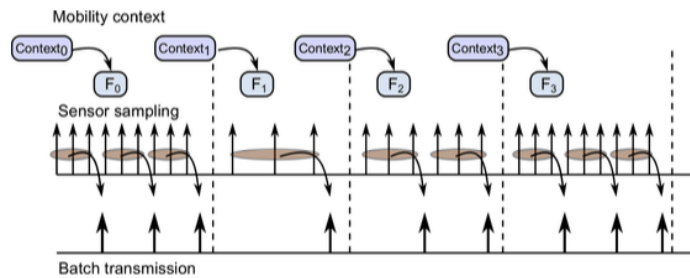 Mobility context
Context0 Context1 Context2 Context3
F0 F1 F2 F3
Sensor sampling
Batch transmission